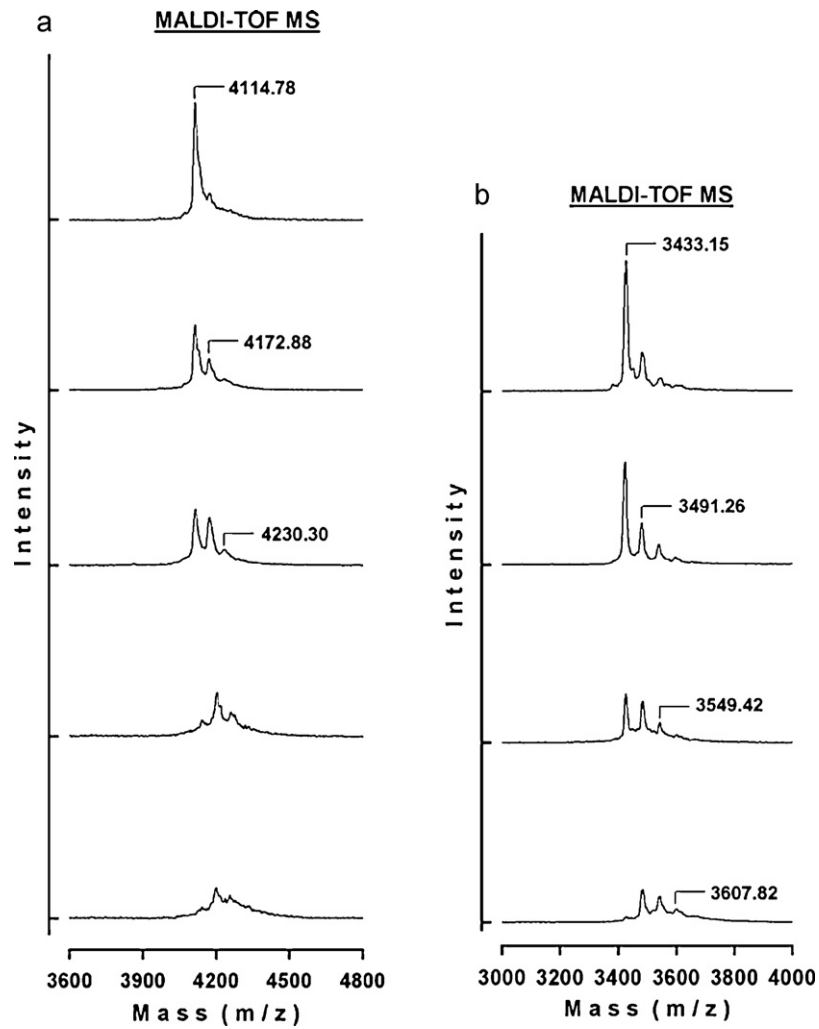 a
MALDI-TOF MS
4114.78
4172.88
4230.30
Intensity
3600 3900 4200 4500 4800
Mass (m/z)
b
MALDI-TOF MS
3433.15
3491.26
3549.42
3607.82
Intensity
3000 3200 3400 3600 3800 4000
Mass (m/z)